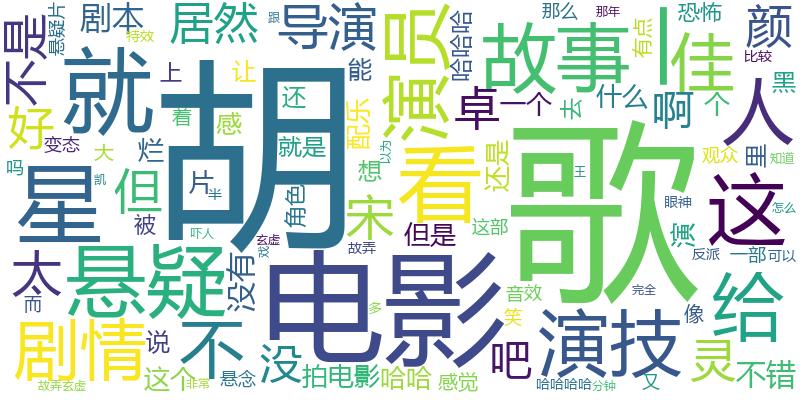 不是
悬疑片
剧本
特效
居然
导演
跟
能
哈哈哈
演员
那么
那年
故事
有点
佳
恐怖
颜
比较
就
上
让
还
胡
配乐
卓
一个
去
什么
啊
个
黑
人
好
变态
着
感
吗
大
烂
就是
想
以为
看
还是
歌
观众
里
知道
星
凯
但
片
半
角色
宋
这部
王
眼神
演
这
怎么
被
吓人
玄虚
戏
故弄
但是
反派
一部
可以
太
而
悬疑
没有
电影
音效
完全
给
剧情
说
不
没
多
笑
吧
演技
像
灵
不错
故弄玄虚
这个
非常
悬念
拍电影
哈哈
感觉
哈哈哈哈
分钟
又